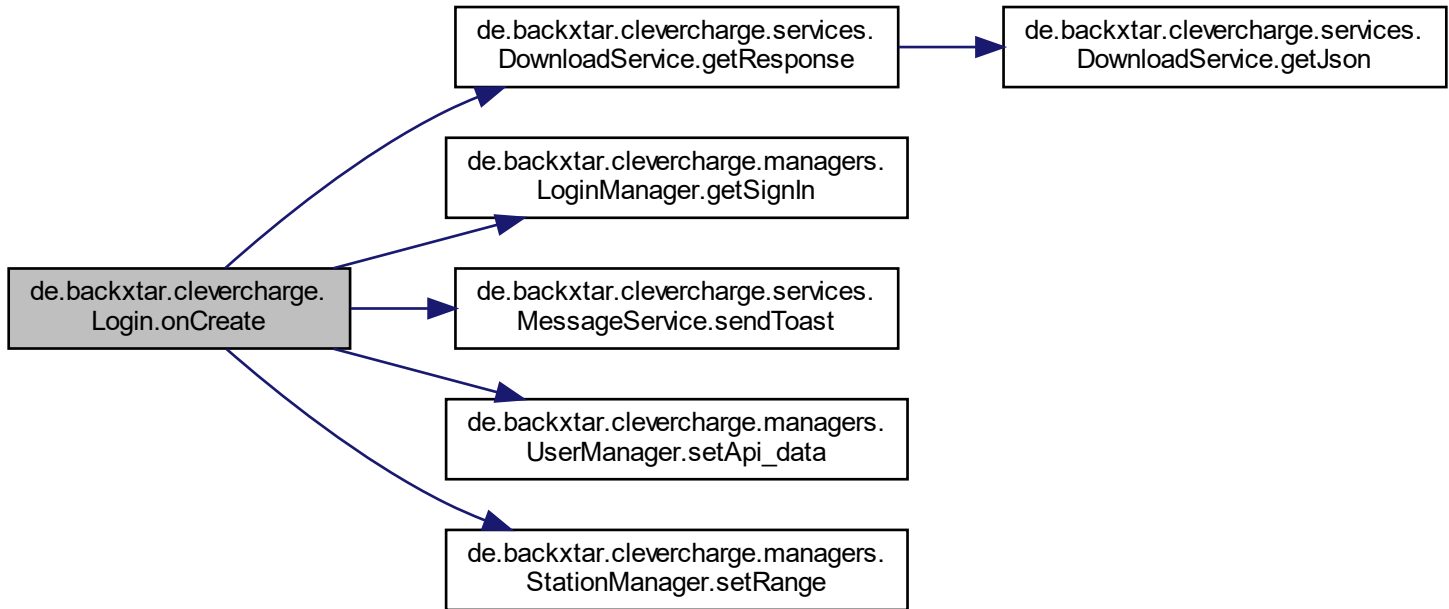 de.backxtar.clevercharge.services.
DownloadService.getResponse
de.backxtar.clevercharge.services.
DownloadService.getJson
de.backxtar.clevercharge.managers.
LoginManager.getSignIn
de.backxtar.clevercharge.
Login.onCreate
de.backxtar.clevercharge.services.
MessageService.sendToast
de.backxtar.clevercharge.managers.
UserManager.setApi_data
de.backxtar.clevercharge.managers.
StationManager.setRange